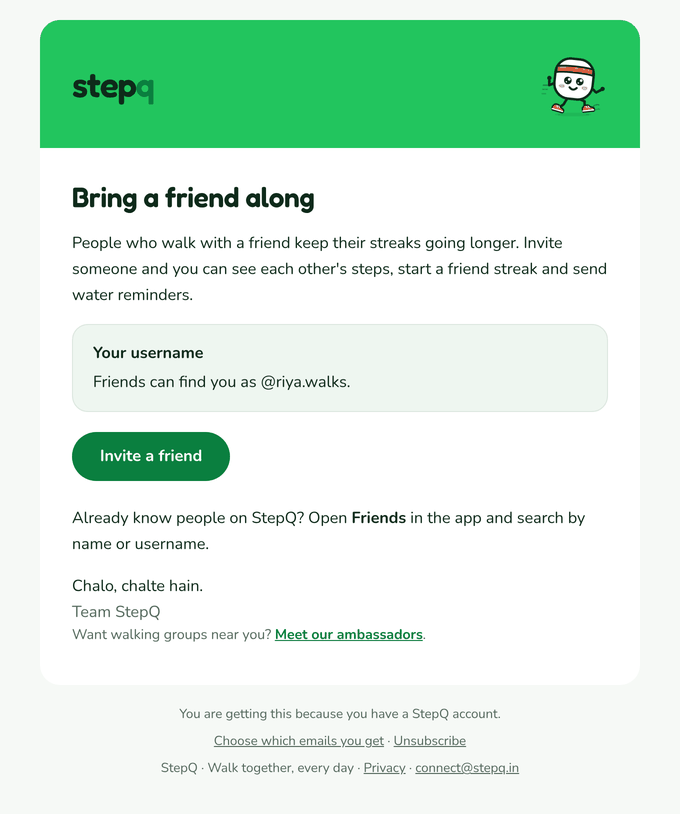 stepq
Bring a friend along
People who walk with a friend keep their streaks going longer. Invite
someone and you can see each other's steps, start a friend streak and send
water reminders.
Your username
Friends can find you as @riya.walks.
Invite a friend
Already know people on StepQ? Open Friends in the app and search by
name or username.
Chalo, chalte hain.
Team StepQ
Want walking groups near you? Meet our ambassadors.
You are getting this because you have a StepQ account.
Choose which emails you get · Unsubscribe
StepQ · Walk together, every day · Privacy · connect@stepq.in